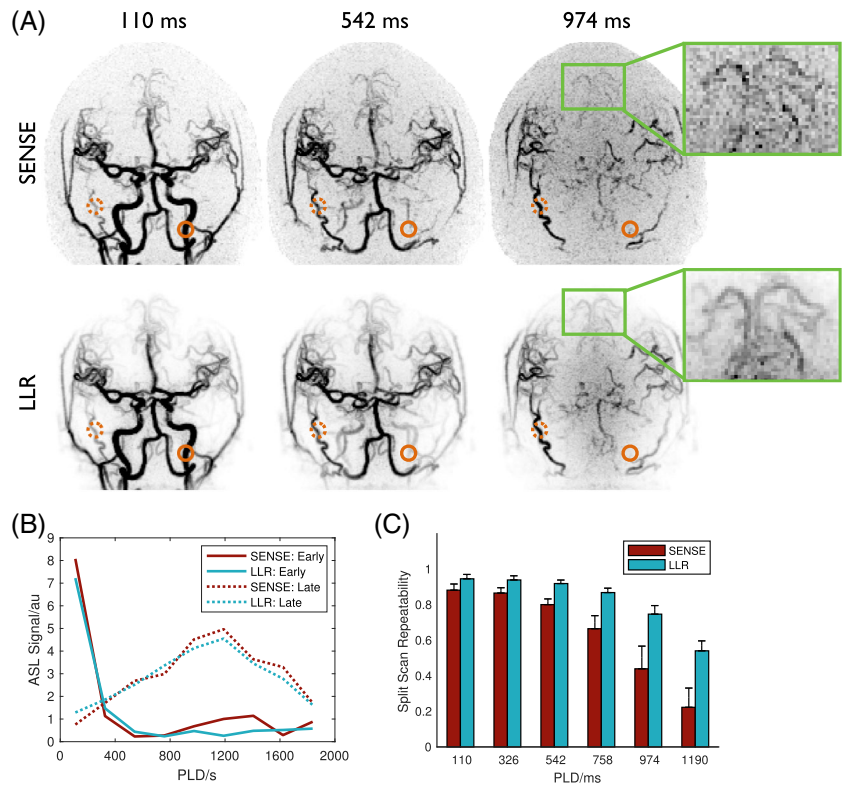 (A)
110 ms 542 ms 974 ms
SENSE
LLR
(B)
9
8
7
6
5
4
3
2
1
0
ASL Signal/au
SENSE: Early
LLR: Early
SENSE: Late
LLR: Late
0 400 800 1200 1600 2000
PLD/s
(C)
1
0.8
0.6
0.4
0.2
0
Split Scan Repeatability
SENSE
LLR
110 326 542 758 974 1190
PLD/ms